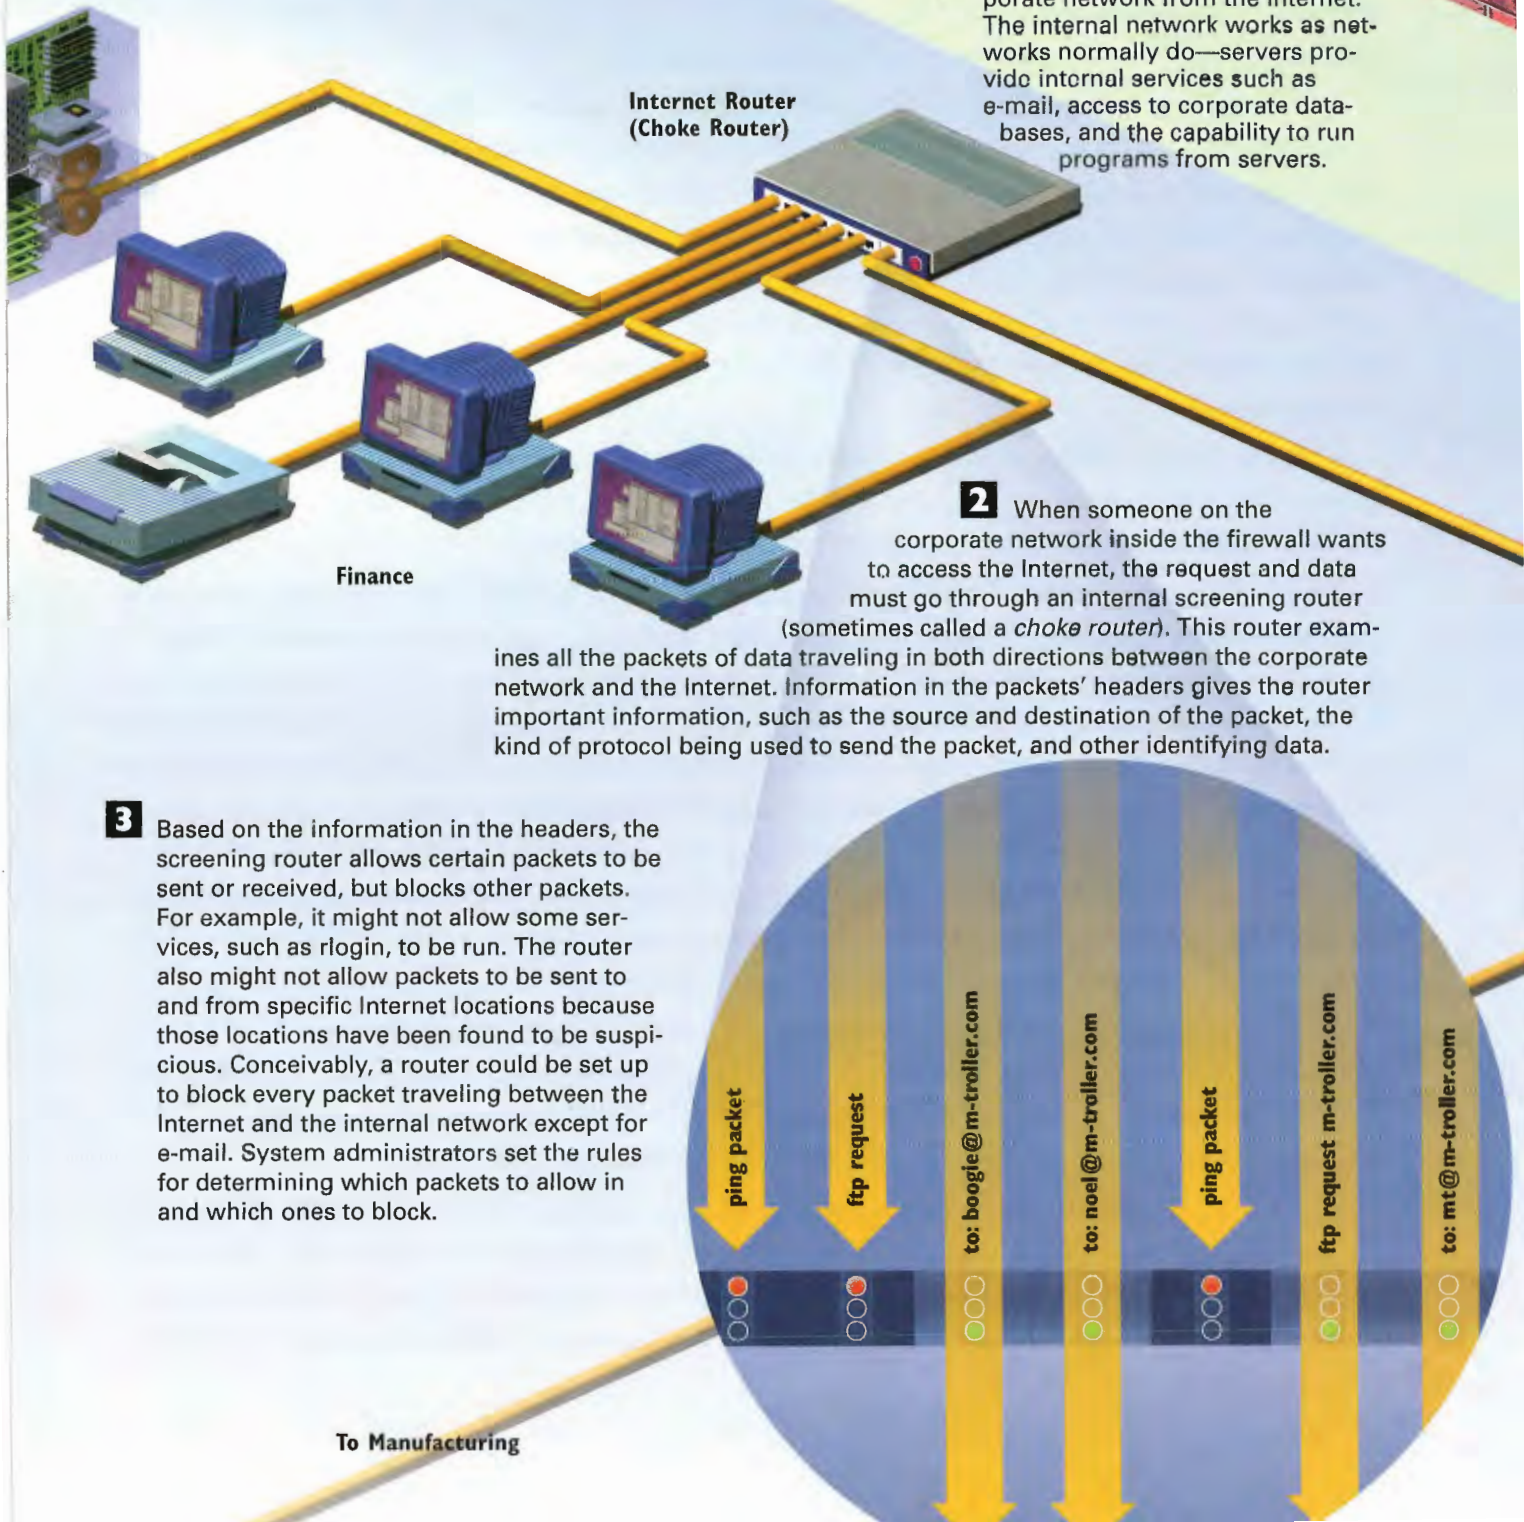 porate network from the Internet.
The internal network works as net-
works normally do—servers pro-
vide internal services such as
e-mail, access to corporate data-
bases, and the capability to run
programs from servers.
Internet Router
(Choke Router)
Finance
2 When someone on the
corporate network inside the firewall wants
to access the Internet, the request and data
must go through an internal screening router
(sometimes called a choke router). This router exam-
ines all the packets of data traveling in both directions between the corporate
network and the Internet. Information in the packets' headers gives the router
important information, such as the source and destination of the packet, the
kind of protocol being used to send the packet, and other identifying data.
3 Based on the information in the headers, the
screening router allows certain packets to be
sent or received, but blocks other packets.
For example, it might not allow some ser-
vices, such as rlogin, to be run. The router
also might not allow packets to be sent to
and from specific Internet locations because
those locations have been found to be suspi-
cious. Conceivably, a router could be set up
to block every packet traveling between the
Internet and the internal network except for
e-mail. System administrators set the rules
for determining which packets to allow in
and which ones to block.
ping packet
ftp request
to: boogie@m-troller.com
to: noel@m-troller.com
ping packet
ftp request m-troller.com
to: mt@m-troller.com
To Manufacturing